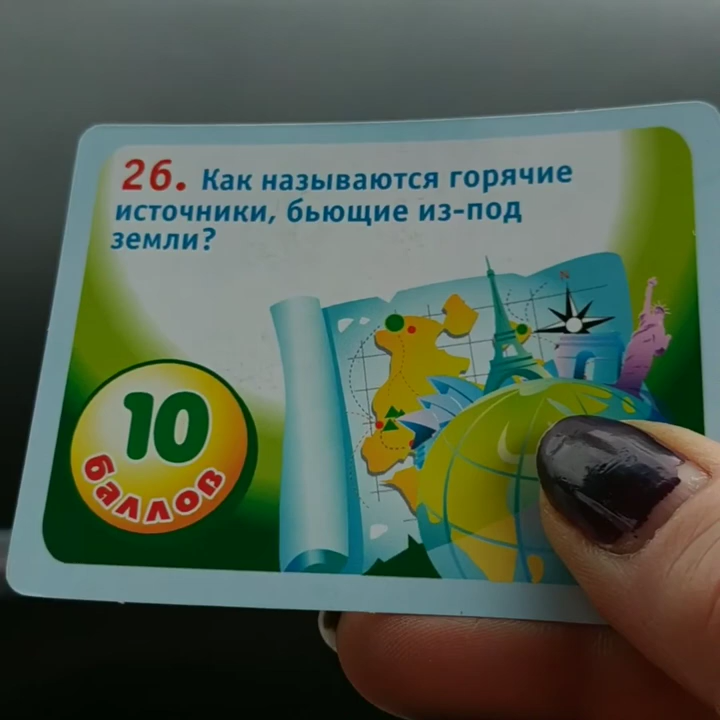 26. Как называются горячие
источники, бьющие из-под
земли?
10
баллов